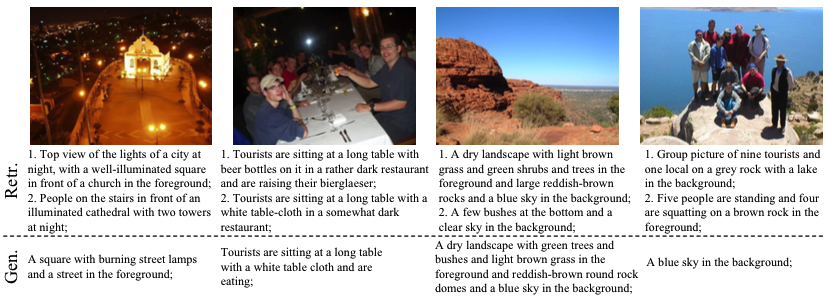 Retr.
1. Top view of the lights of a city at
night, with a well-illuminated square
in front of a church in the foreground;
2. People on the stairs in front of an
illuminated cathedral with two towers
at night;
1. Tourists are sitting at a long table with
beer bottles on it in a rather dark restaurant
and are raising their bierglaeser;
2. Tourists are sitting at a long table with a
white table-cloth in a somewhat dark
restaurant;
1. A dry landscape with light brown
grass and green shrubs and trees in the
foreground and large reddish-brown
rocks and a blue sky in the background;
2. A few bushes at the bottom and a
clear sky in the background;
1. Group picture of nine tourists and
one local on a grey rock with a lake
in the background;
2. Five people are standing and four
are squatting on a brown rock in the
foreground;
Gen.
A square with burning street lamps
and a street in the foreground;
Tourists are sitting at a long table
with a white table cloth and are
eating;
A dry landscape with green trees and
bushes and light brown grass in the
foreground and reddish-brown round rock
domes and a blue sky in the background;
A blue sky in the background;